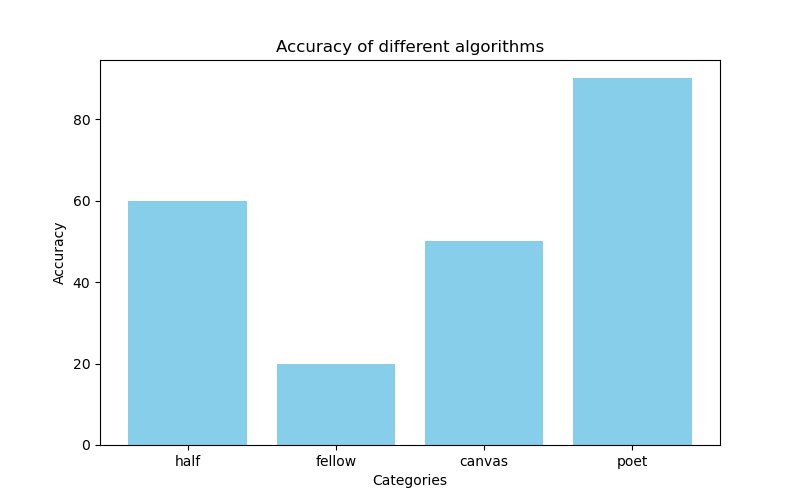 Accuracy of different algorithms
Accuracy
80
60
40
20
0
half fellow canvas poet
Categories